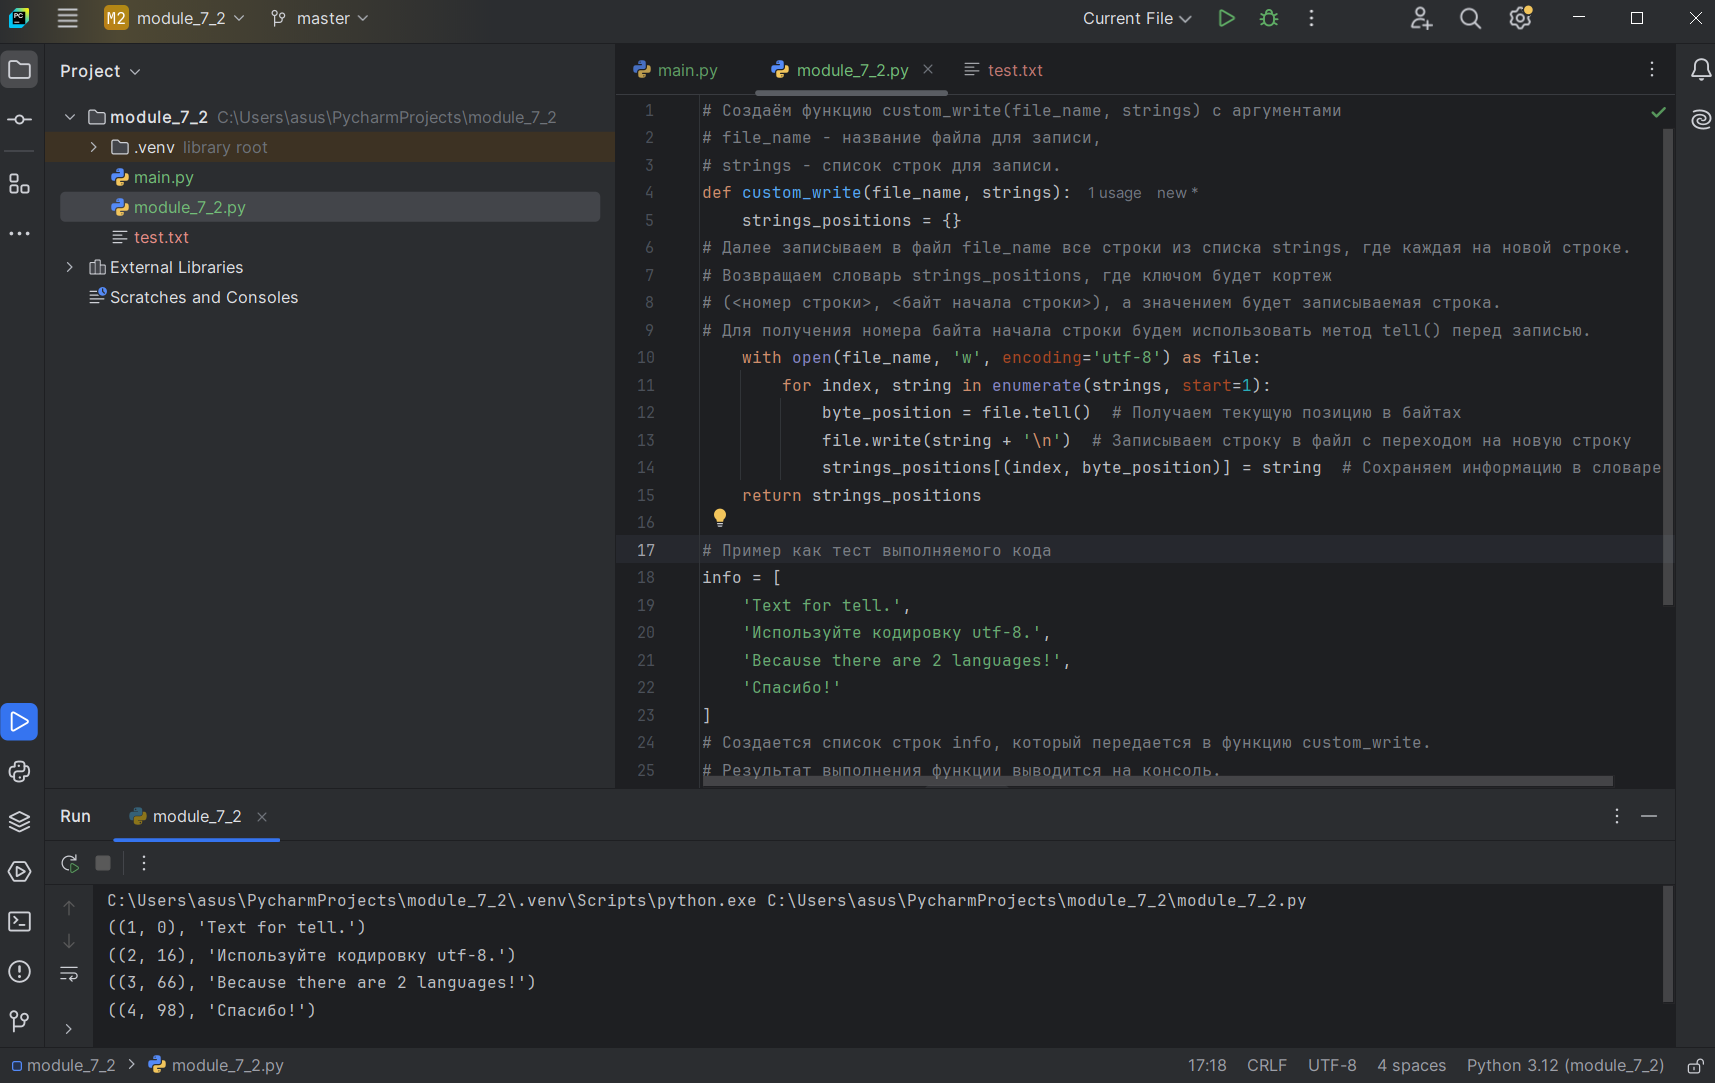 M2 module_7_2 master Current File
Project
module_7_2 C:\Users\asus\PycharmProjects\module_7_2
.venv library root
main.py
module_7_2.py
test.txt
External Libraries
Scratches and Consoles
main.py module_7_2.py test.txt
1 # Создаём функцию custom_write(file_name, strings) с аргументами
2 # file_name - название файла для записи,
3 # strings - список строк для записи.
4 def custom_write(file_name, strings): 1 usage new *
5 strings_positions = {}
6 # Далее записываем в файл file_name все строки из списка strings, где каждая на новой строке.
7 # Возвращаем словарь strings_positions, где ключом будет кортеж
8 # (<номер строки>, <байт начала строки>), а значением будет записываемая строка.
9 # Для получения номера байта начала строки будем использовать метод tell() перед записью.
10 with open(file_name, 'w', encoding='utf-8') as file:
11 for index, string in enumerate(strings, start=1):
12 byte_position = file.tell() # Получаем текущую позицию в байтах
13 file.write(string + '\n') # Записываем строку в файл с переходом на новую строку
14 strings_positions[(index, byte_position)] = string # Сохраняем информацию в словаре
15 return strings_positions
16
17 # Пример как тест выполняемого кода
18 info = [
19 'Text for tell.',
20 'Используйте кодировку utf-8.',
21 'Because there are 2 languages!',
22 'Спасибо!'
23 ]
24 # Создается список строк info, который передается в функцию custom_write.
25 # Результат выполнения функции выводится на консоль.
Run module_7_2
C:\Users\asus\PycharmProjects\module_7_2\.venv\Scripts\python.exe C:\Users\asus\PycharmProjects\module_7_2\module_7_2.py
((1, 0), 'Text for tell.')
((2, 16), 'Используйте кодировку utf-8.')
((3, 66), 'Because there are 2 languages!')
((4, 98), 'Спасибо!')
module_7_2 > module_7_2.py 17:18 CRLF UTF-8 4 spaces Python 3.12 (module_7_2)